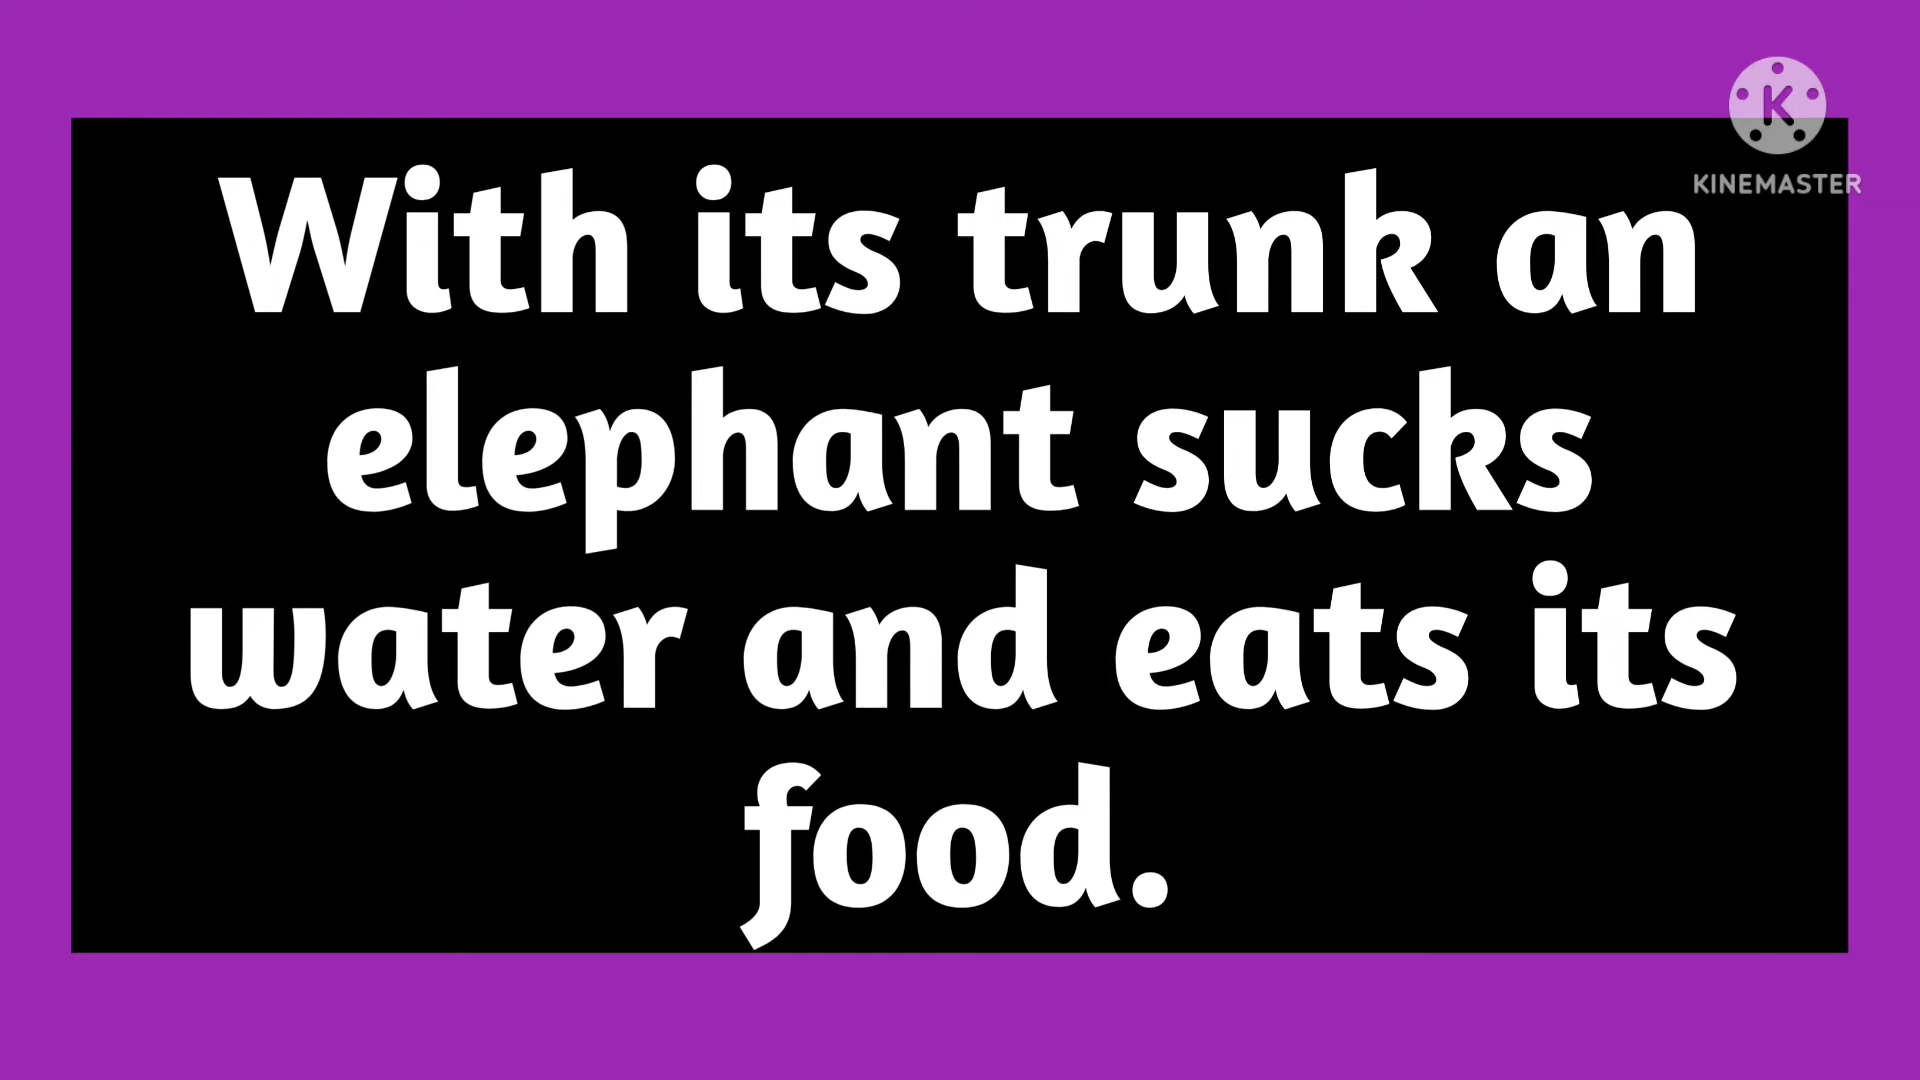 KINEMASTER
With its trunk an
elephant sucks
water and eats its
food.